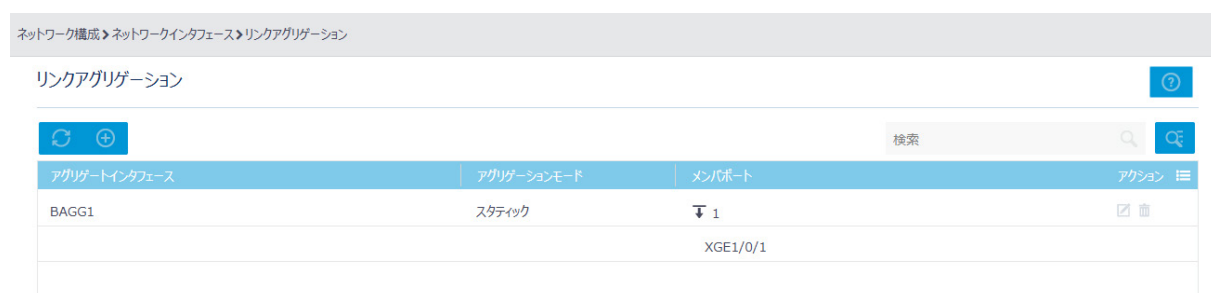 ネットワーク構成>ネットワークインタフェース>リンクアグリゲーション
リンクアグリゲーション
検索
アグリゲートインタフェース アグリゲーションモード メンバポート アクション
BAGG1 スタティック 1
XGE1/0/1